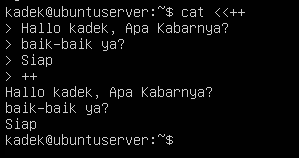 kadek@ubuntuserver:~$ cat <<++
> Hallo kadek, Apa Kabarnya?
> baik-baik ya?
> Siap
> ++
Hallo kadek, Apa Kabarnya?
baik-baik ya?
Siap
kadek@ubuntuserver:~$